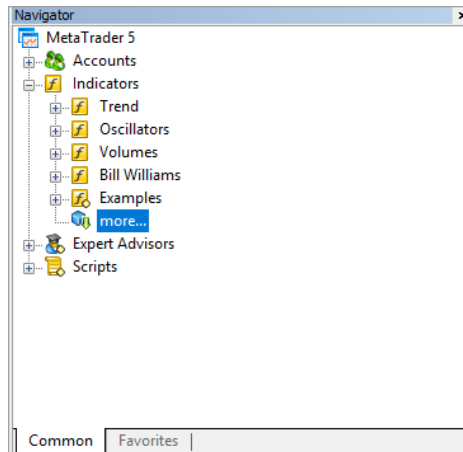 Navigator
MetaTrader 5
Accounts
Indicators
Trend
Oscillators
Volumes
Bill Williams
Examples
more...
Expert Advisors
Scripts
Common Favorites